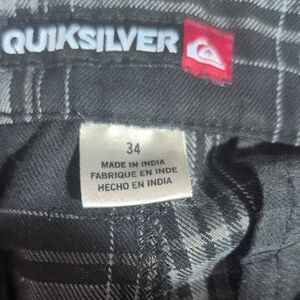 QUIKSILVER
34
MADE IN INDIA
FABRIQUE EN INDE
HECHO EN INDIA